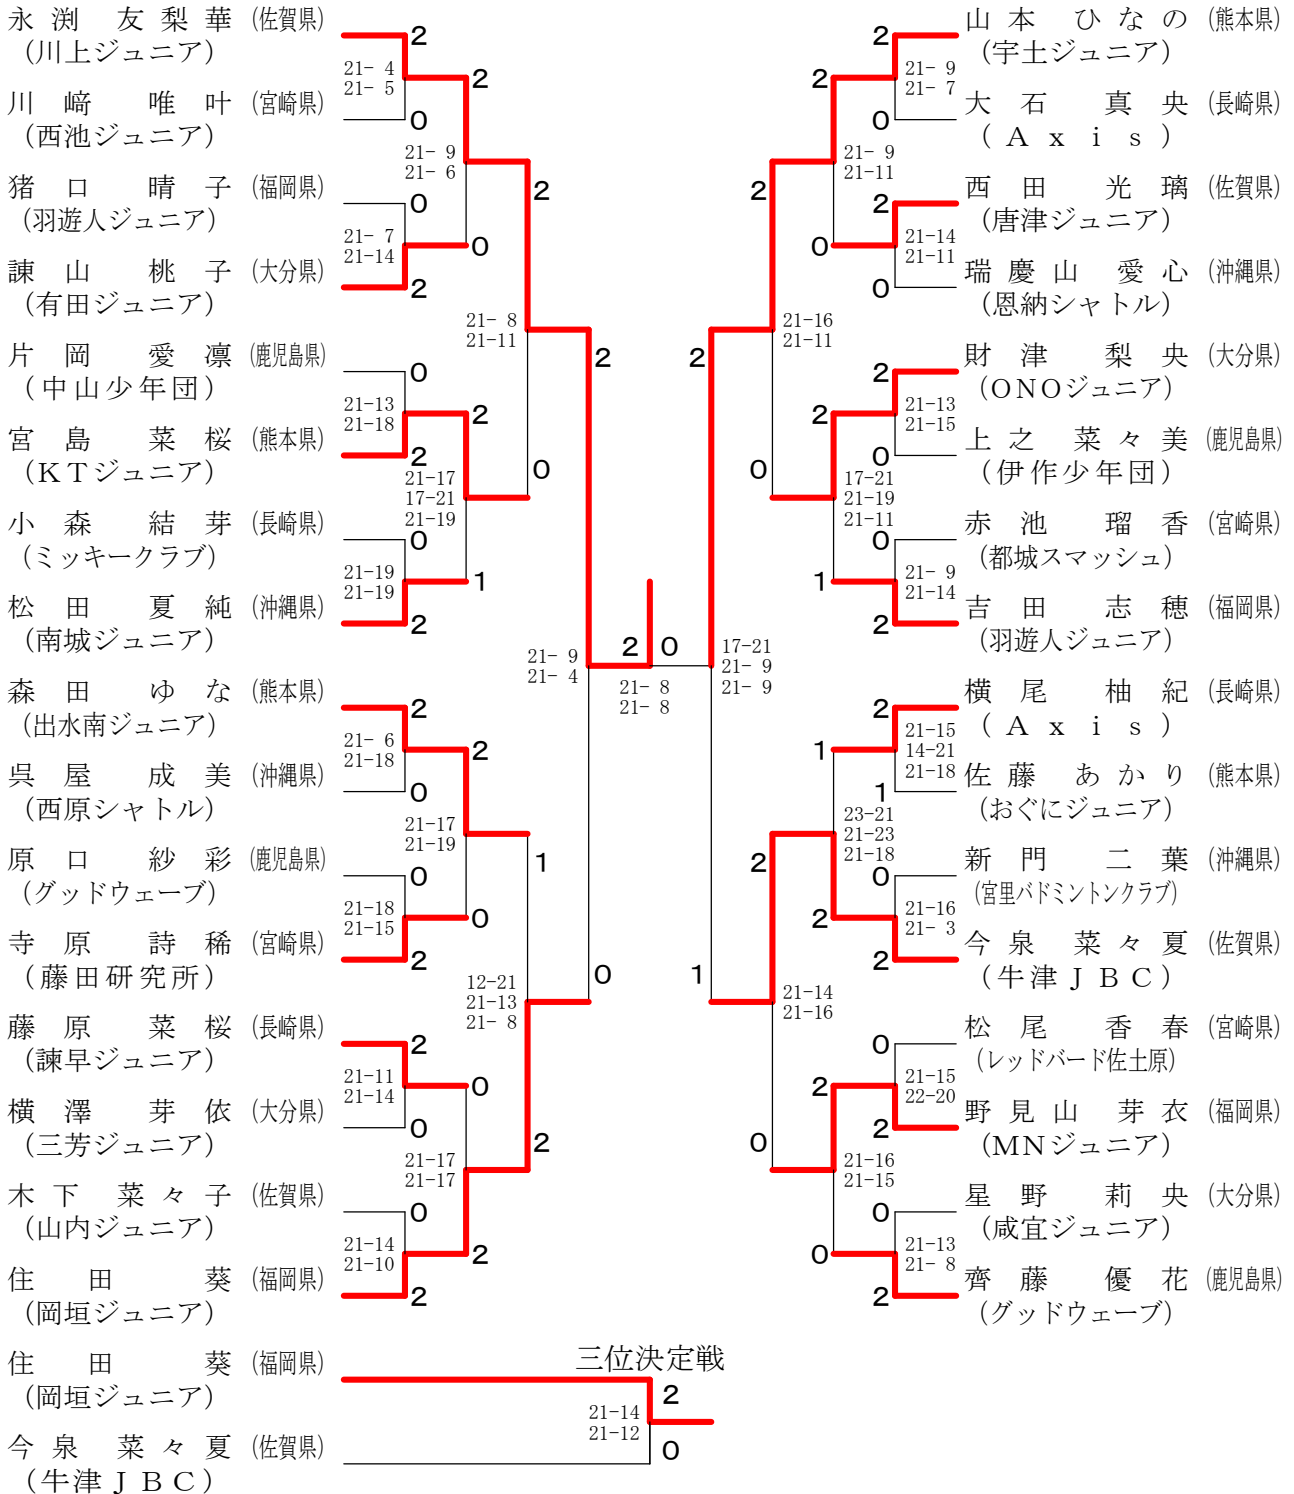 永渕 友梨華 (佐賀県)
(川上ジュニア)
川﨑 唯叶 (宮崎県)
(西池ジュニア)
猪口 晴子 (福岡県)
(羽遊人ジュニア)
諌山 桃子 (大分県)
(有田ジュニア)
片岡 愛凛 (鹿児島県)
(中山少年団)
宮島 菜桜 (熊本県)
(KTジュニア)
小森 結芽 (長崎県)
(ミッキークラブ)
松田 夏純 (沖縄県)
(南城ジュニア)
森田 ゆな (熊本県)
(出水南ジュニア)
呉屋 成美 (沖縄県)
(西原シャトル)
原口 紗彩 (鹿児島県)
(グッドウェーブ)
寺原 詩稀 (宮崎県)
(藤田研究所)
藤原 菜桜 (長崎県)
(諫早ジュニア)
横澤 芽依 (大分県)
(三芳ジュニア)
木下 菜々子 (佐賀県)
(山内ジュニア)
住田 葵 (福岡県)
(岡垣ジュニア)
2
21- 4
21- 5
0
0
21- 7
21-14
2
0
21-13
21-18
2
0
21-19
21-19
2
2
21- 6
21-18
0
0
21-18
21-15
2
2
21-11
21-14
0
0
21-14
21-10
2
2
21- 9
21- 6
0
2
21-17
17-21
21-19
1
2
21-17
21-19
0
0
21-17
21-17
2
2
21- 8
21-11
0
1
12-21
21-13
21- 8
2
2
21- 9
21- 4
0
2 0
21- 8
21- 8
2
17-21
21- 9
21- 9
1
2
21-16
21-11
0
2
21-14
21-16
0
2
21- 9
21-11
0
2
17-21
21-19
21-11
1
1
23-21
21-23
21-18
2
2
21-16
21-15
0
2
21- 9
21- 7
0
2
21-14
21-11
0
2
21-13
21-15
0
0
21- 9
21-14
2
2
21-15
14-21
21-18
1
0
21-16
21- 3
2
0
21-15
22-20
2
0
21-13
21- 8
2
山本 ひなの (熊本県)
(宇土ジュニア)
大石 真央 (長崎県)
(Axis)
西田 光璃 (佐賀県)
(唐津ジュニア)
瑞慶山 愛心 (沖縄県)
(恩納シャトル)
財津 梨央 (大分県)
(ONOジュニア)
上之 菜々美 (鹿児島県)
(伊作少年団)
赤池 瑠香 (宮崎県)
(都城スマッシュ)
吉田 志穂 (福岡県)
(羽遊人ジュニア)
横尾 柚紀 (長崎県)
(Axis)
佐藤 あかり (熊本県)
(おぐにジュニア)
新門 二葉 (沖縄県)
(宮里バドミントンクラブ)
今泉 菜々夏 (佐賀県)
(牛津JBC)
松尾 香春 (宮崎県)
(レッドバード佐土原)
野見山 芽衣 (福岡県)
(MNジュニア)
星野 莉央 (大分県)
(咸宜ジュニア)
齊藤 優花 (鹿児島県)
(グッドウェーブ)
三位決定戦
住田 葵 (福岡県)
(岡垣ジュニア)
2
21-14
21-12
0
今泉 菜々夏 (佐賀県)
(牛津JBC)